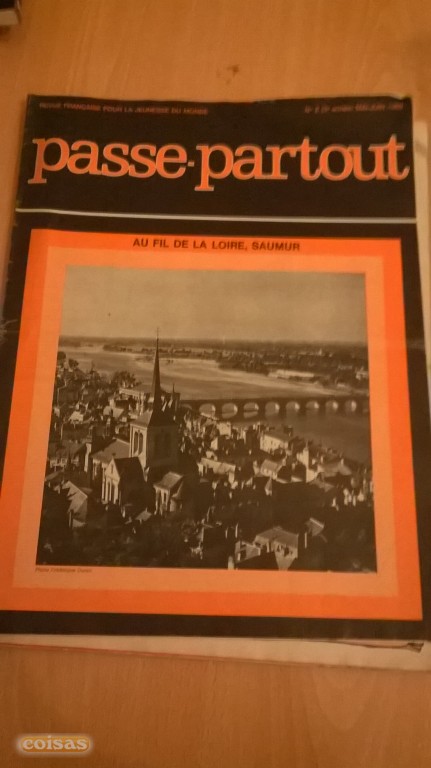 REVUE FRANÇAISE POUR LA JEUNESSE DU MONDE
passe-partout
AU FIL DE LA LOIRE, SAUMUR
coisas